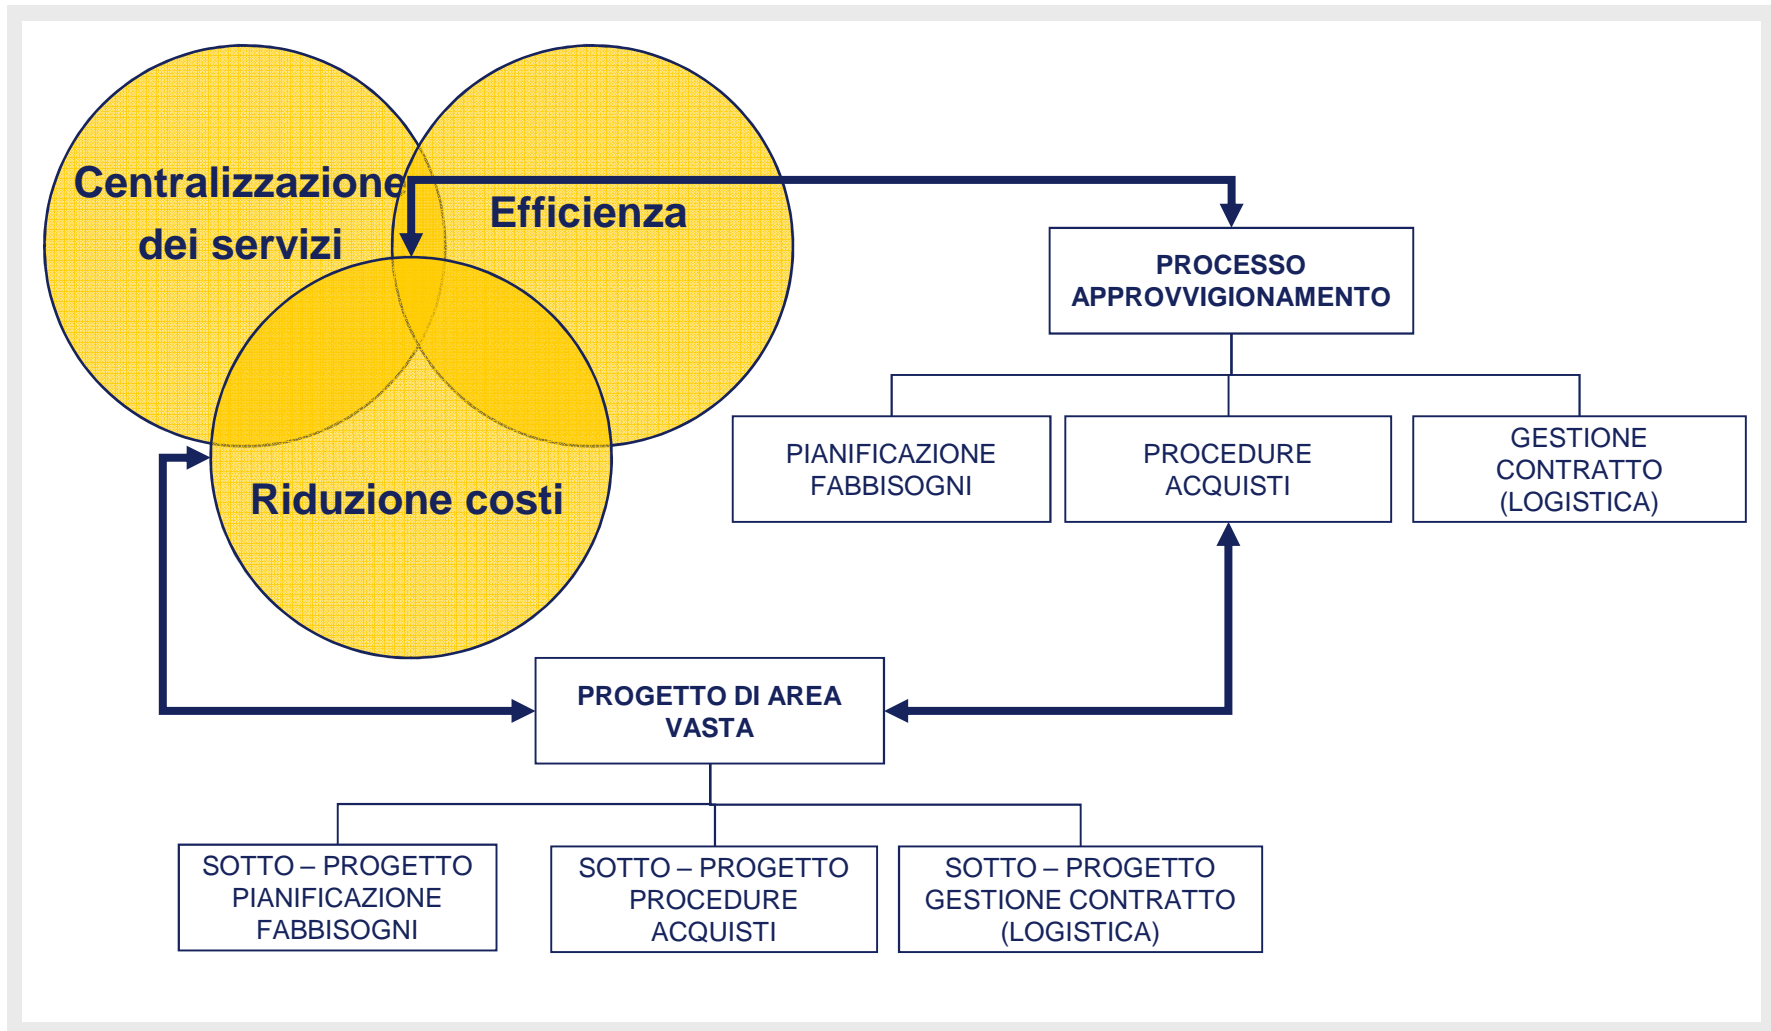 Centralizzazione
dei servizi
Efficienza
Riduzione costi
PROCESSO
APPROVVIGIONAMENTO
PIANIFICAZIONE
FABBISOGNI
PROCEDURE
ACQUISTI
GESTIONE
CONTRATTO
(LOGISTICA)
PROGETTO DI AREA
VASTA
SOTTO – PROGETTO
PIANIFICAZIONE
FABBISOGNI
SOTTO – PROGETTO
PROCEDURE
ACQUISTI
SOTTO – PROGETTO
GESTIONE CONTRATTO
(LOGISTICA)